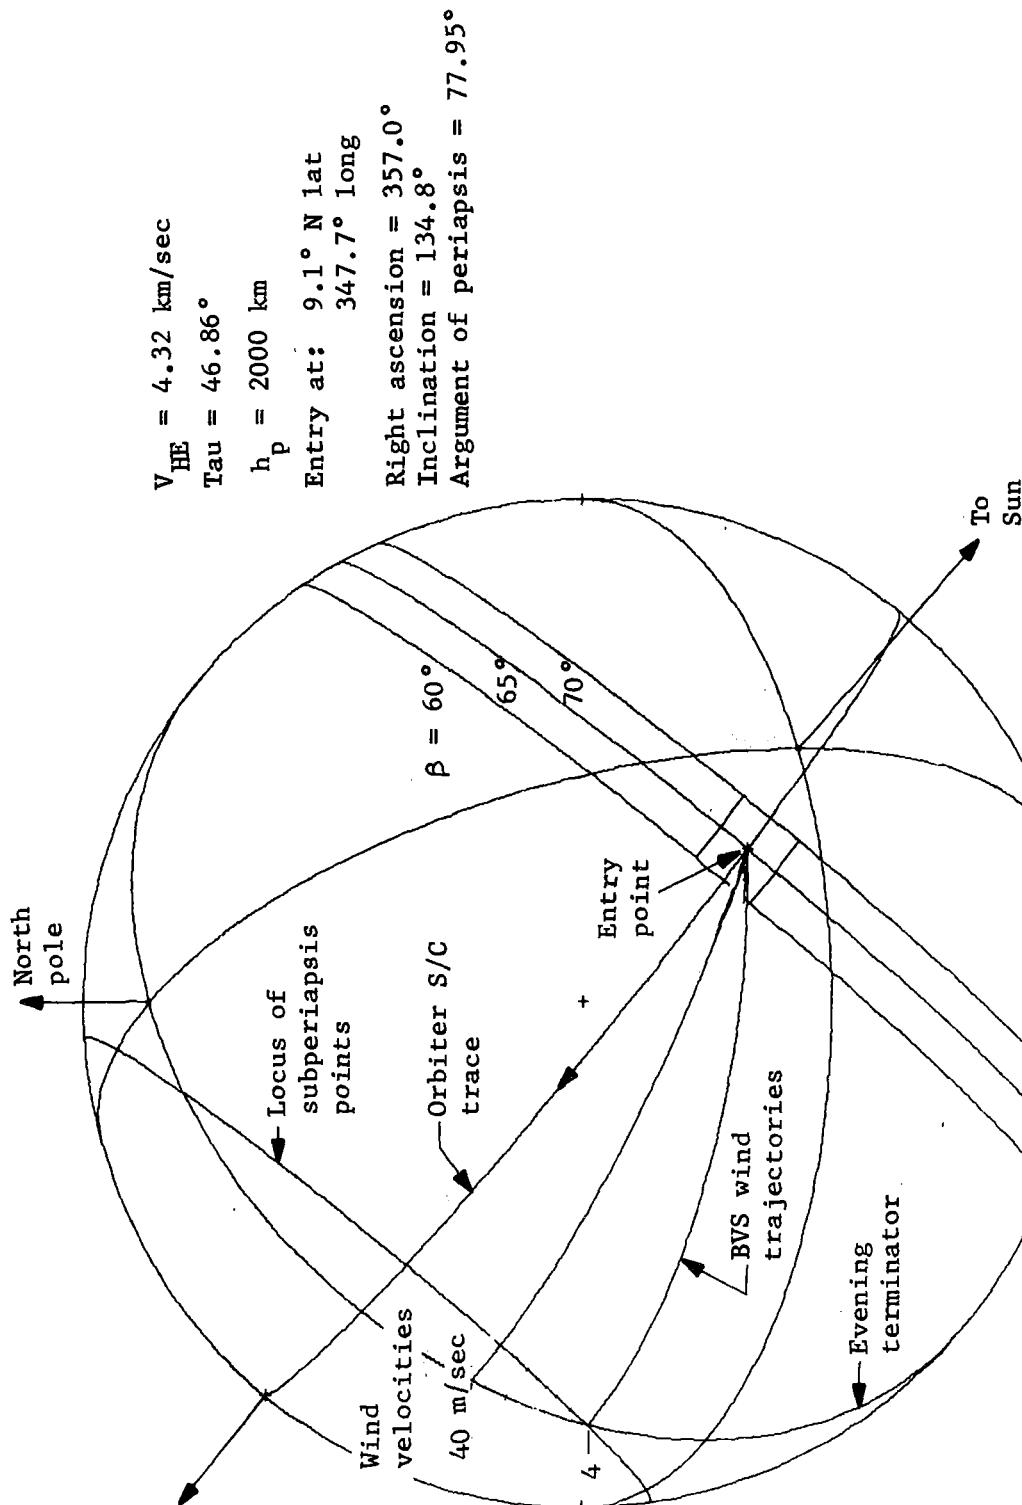 V_HE = 4.32 km/sec
Tau = 46.86°
h_p = 2000 km
Entry at: 9.1° N lat
347.7° long
Right ascension = 357.0°
Inclination = 134.8°
Argument of periapsis = 77.95°
North
pole
Locus of
subperiapsis
points
Orbiter S/C
trace
β = 60°
65°
70°
Entry
point
+
To
Sun
Wind
velocities
40 m/sec
4
BVS wind
trajectories
Evening
terminator